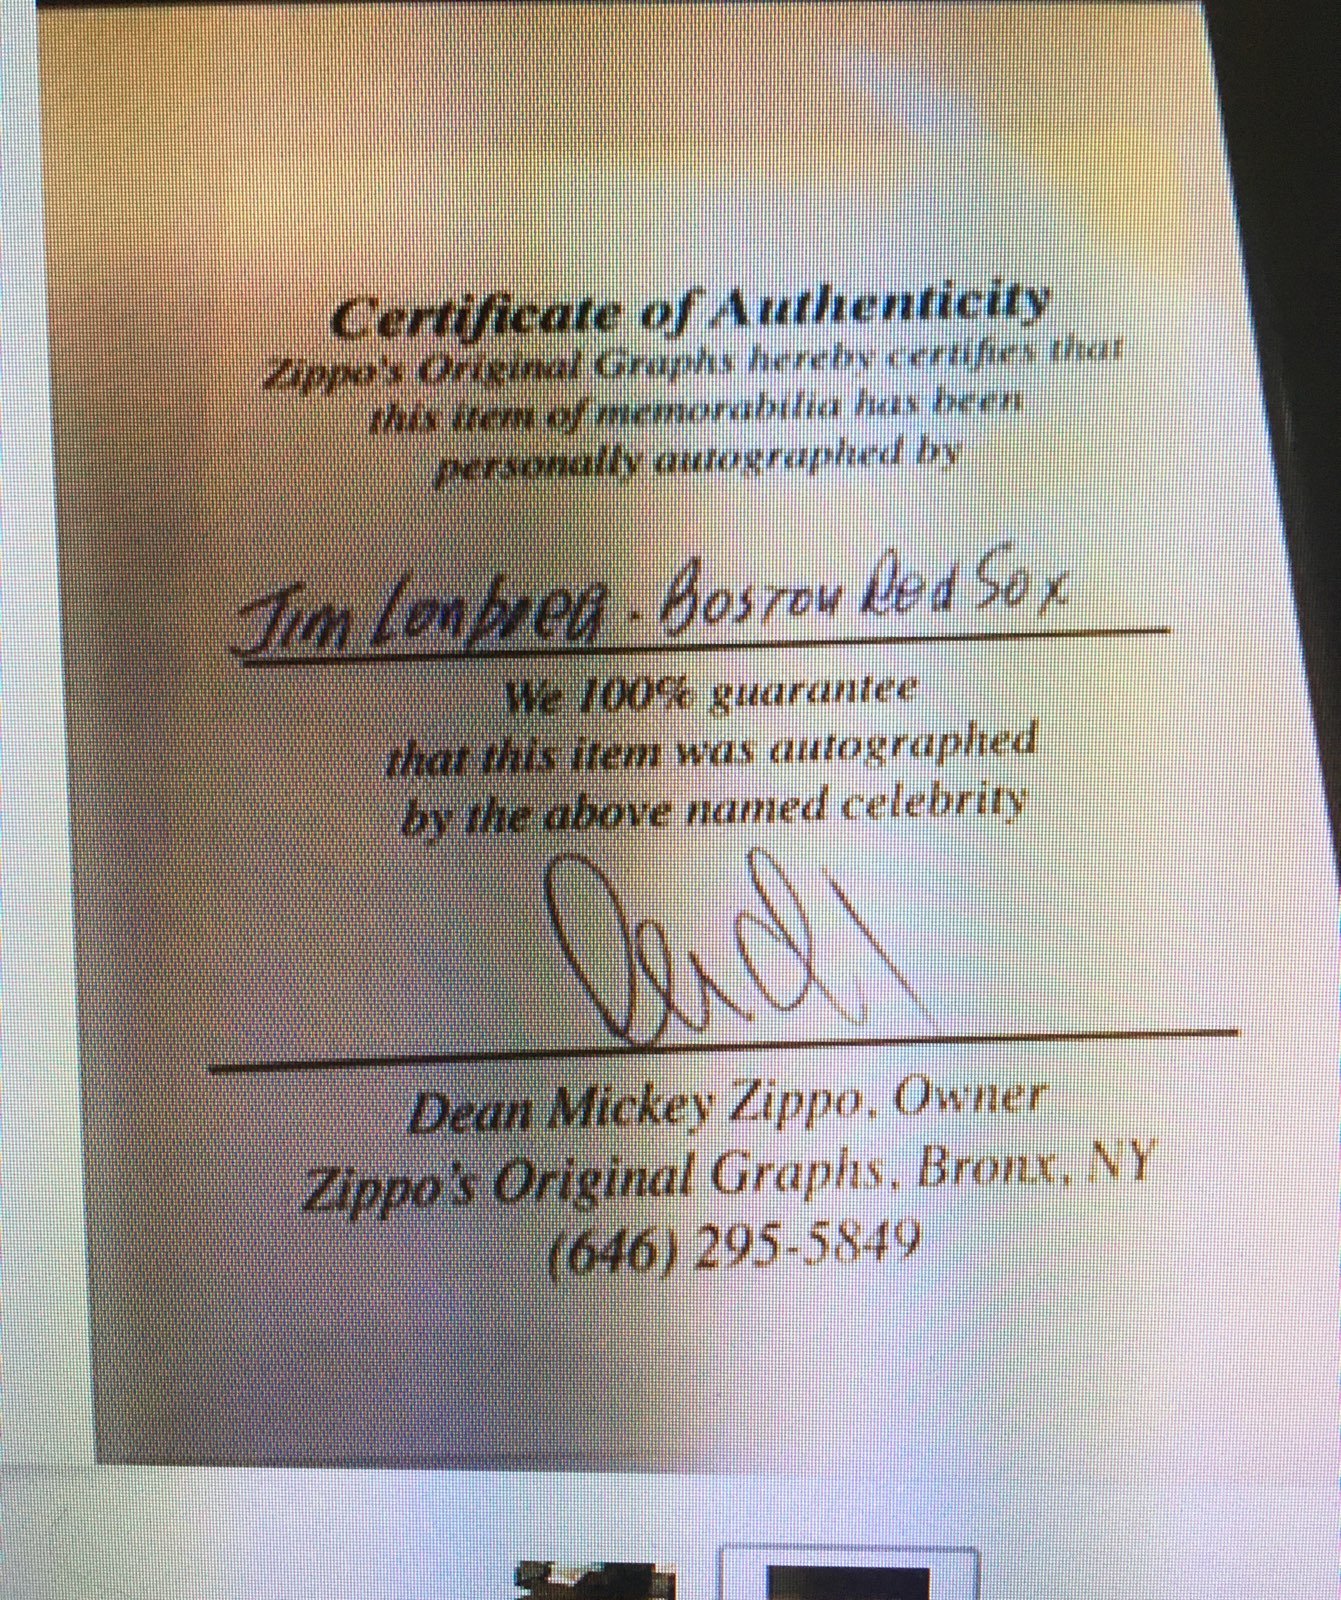 Certificate of Authenticity
Zippo's Original Graphs hereby certifies that
this item of memorabilia has been
personally autographed by
Jim Lonbreg. Boston Red Sox
We 100% guarantee
that this item was autographed
by the above named celebrity
Dean Mickey Zippo, Owner
Zippo's Original Graphs, Bronx, NY
(646) 295-5849